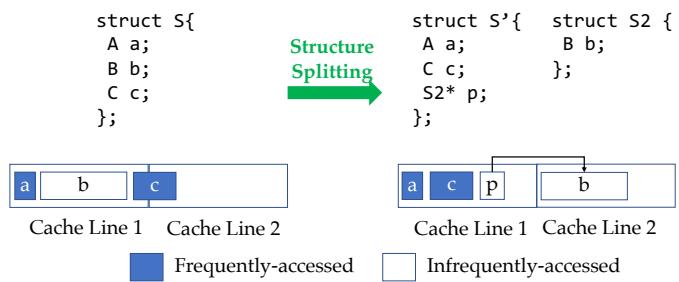 struct S{
A a;
B b;
C c;
};
Structure
Splitting
struct S’{
A a;
C c;
S2* p;
};
struct S2 {
B b;
};
a b c
Cache Line 1 Cache Line 2
a c p b
Cache Line 1 Cache Line 2
Frequently-accessed Infrequently-accessed